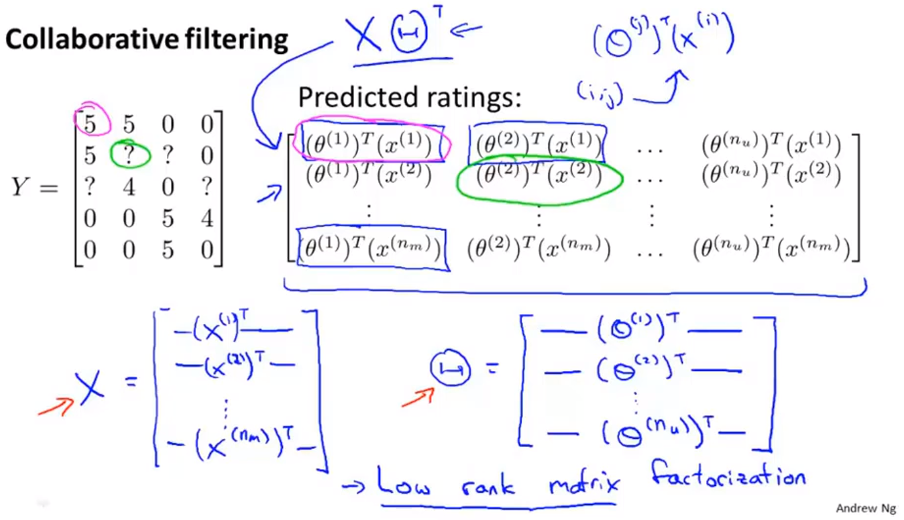 Collaborative filtering
X Θᵀ ←
(Θ^(j))ᵀ(x^(i))
(i,j)
Predicted ratings:
Y =
5 5 0 0
5 ? ? 0
? 4 0 ?
0 0 5 4
0 0 5 0
(θ^(1))^T(x^(1)) (θ^(2))^T(x^(1)) … (θ^(n_u))^T(x^(1))
(θ^(1))^T(x^(2)) (θ^(2))^T(x^(2)) … (θ^(n_u))^T(x^(2))
⋮ ⋮ ⋮ ⋮
(θ^(1))^T(x^(n_m)) (θ^(2))^T(x^(n_m)) … (θ^(n_u))^T(x^(n_m))
X =
—(x^(1))ᵀ—
—(x^(2))ᵀ—
⋮
—(x^(n_m))ᵀ—
Θ =
—(Θ^(1))ᵀ—
—(Θ^(2))ᵀ—
⋮
—(Θ^(n_u))ᵀ—
→ Low rank matrix factorization
Andrew Ng